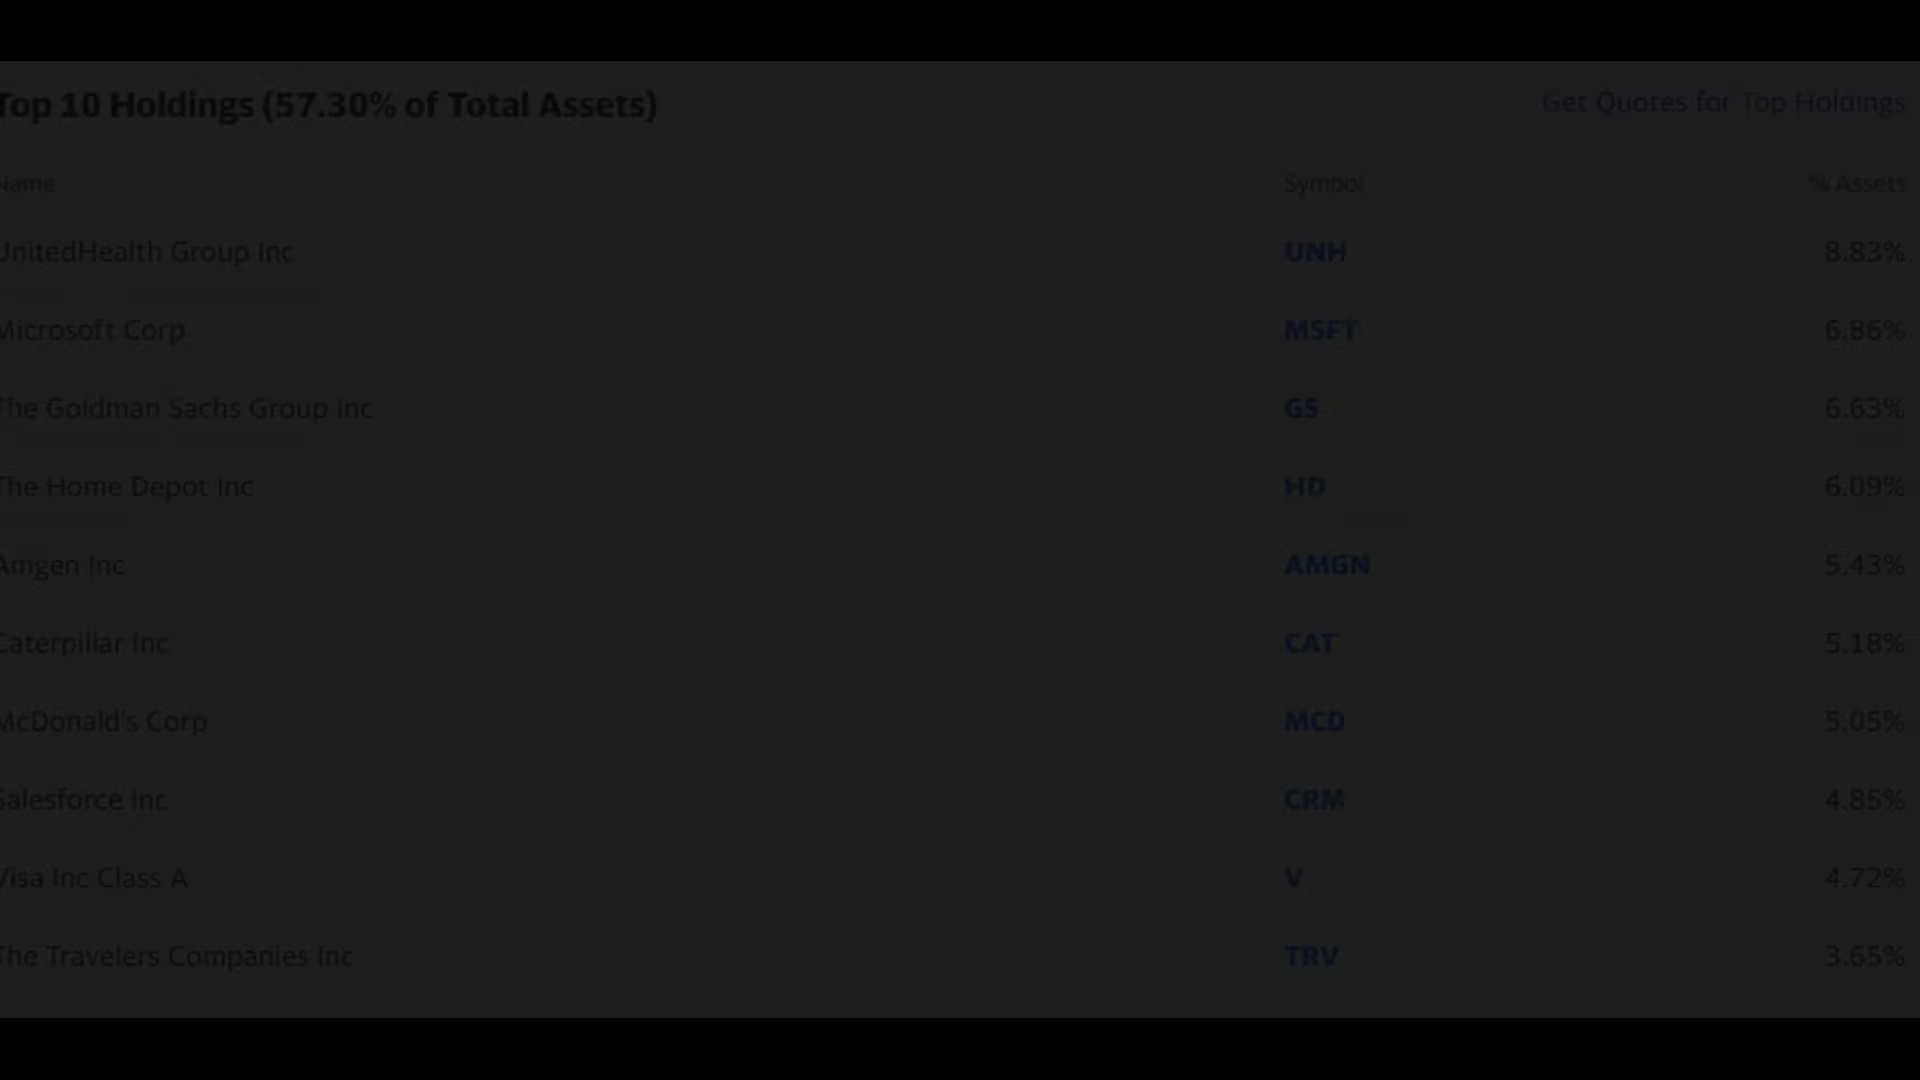 Top 10 Holdings (57.30% of Total Assets) Get Quotes for Top Holdings
Name Symbol % Assets
UnitedHealth Group Inc UNH 8.83%
Microsoft Corp MSFT 6.86%
The Goldman Sachs Group Inc GS 6.63%
The Home Depot Inc HD 6.09%
Amgen Inc AMGN 5.43%
Caterpillar Inc CAT 5.18%
McDonald's Corp MCD 5.05%
Salesforce Inc CRM 4.85%
Visa Inc Class A V 4.72%
The Travelers Companies Inc TRV 3.65%